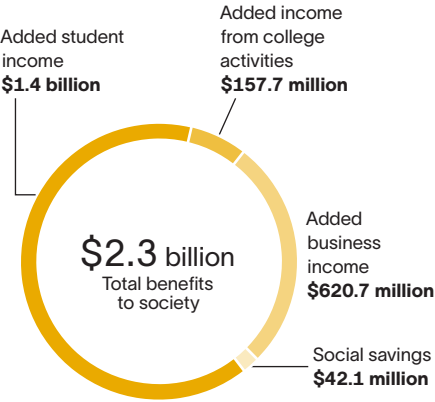 Added student
income
$1.4 billion
Added income
from college
activities
$157.7 million
$2.3 billion
Total benefits
to society
Added
business
income
$620.7 million
Social savings
$42.1 million